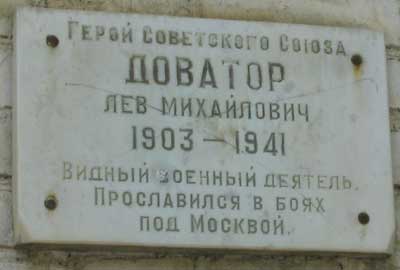 Герой Советского Союза
ДОВАТОР
ЛЕВ МИХАЙЛОВИЧ
1903 – 1941
Видный военный деятель.
Прославился в боях
под Москвой.